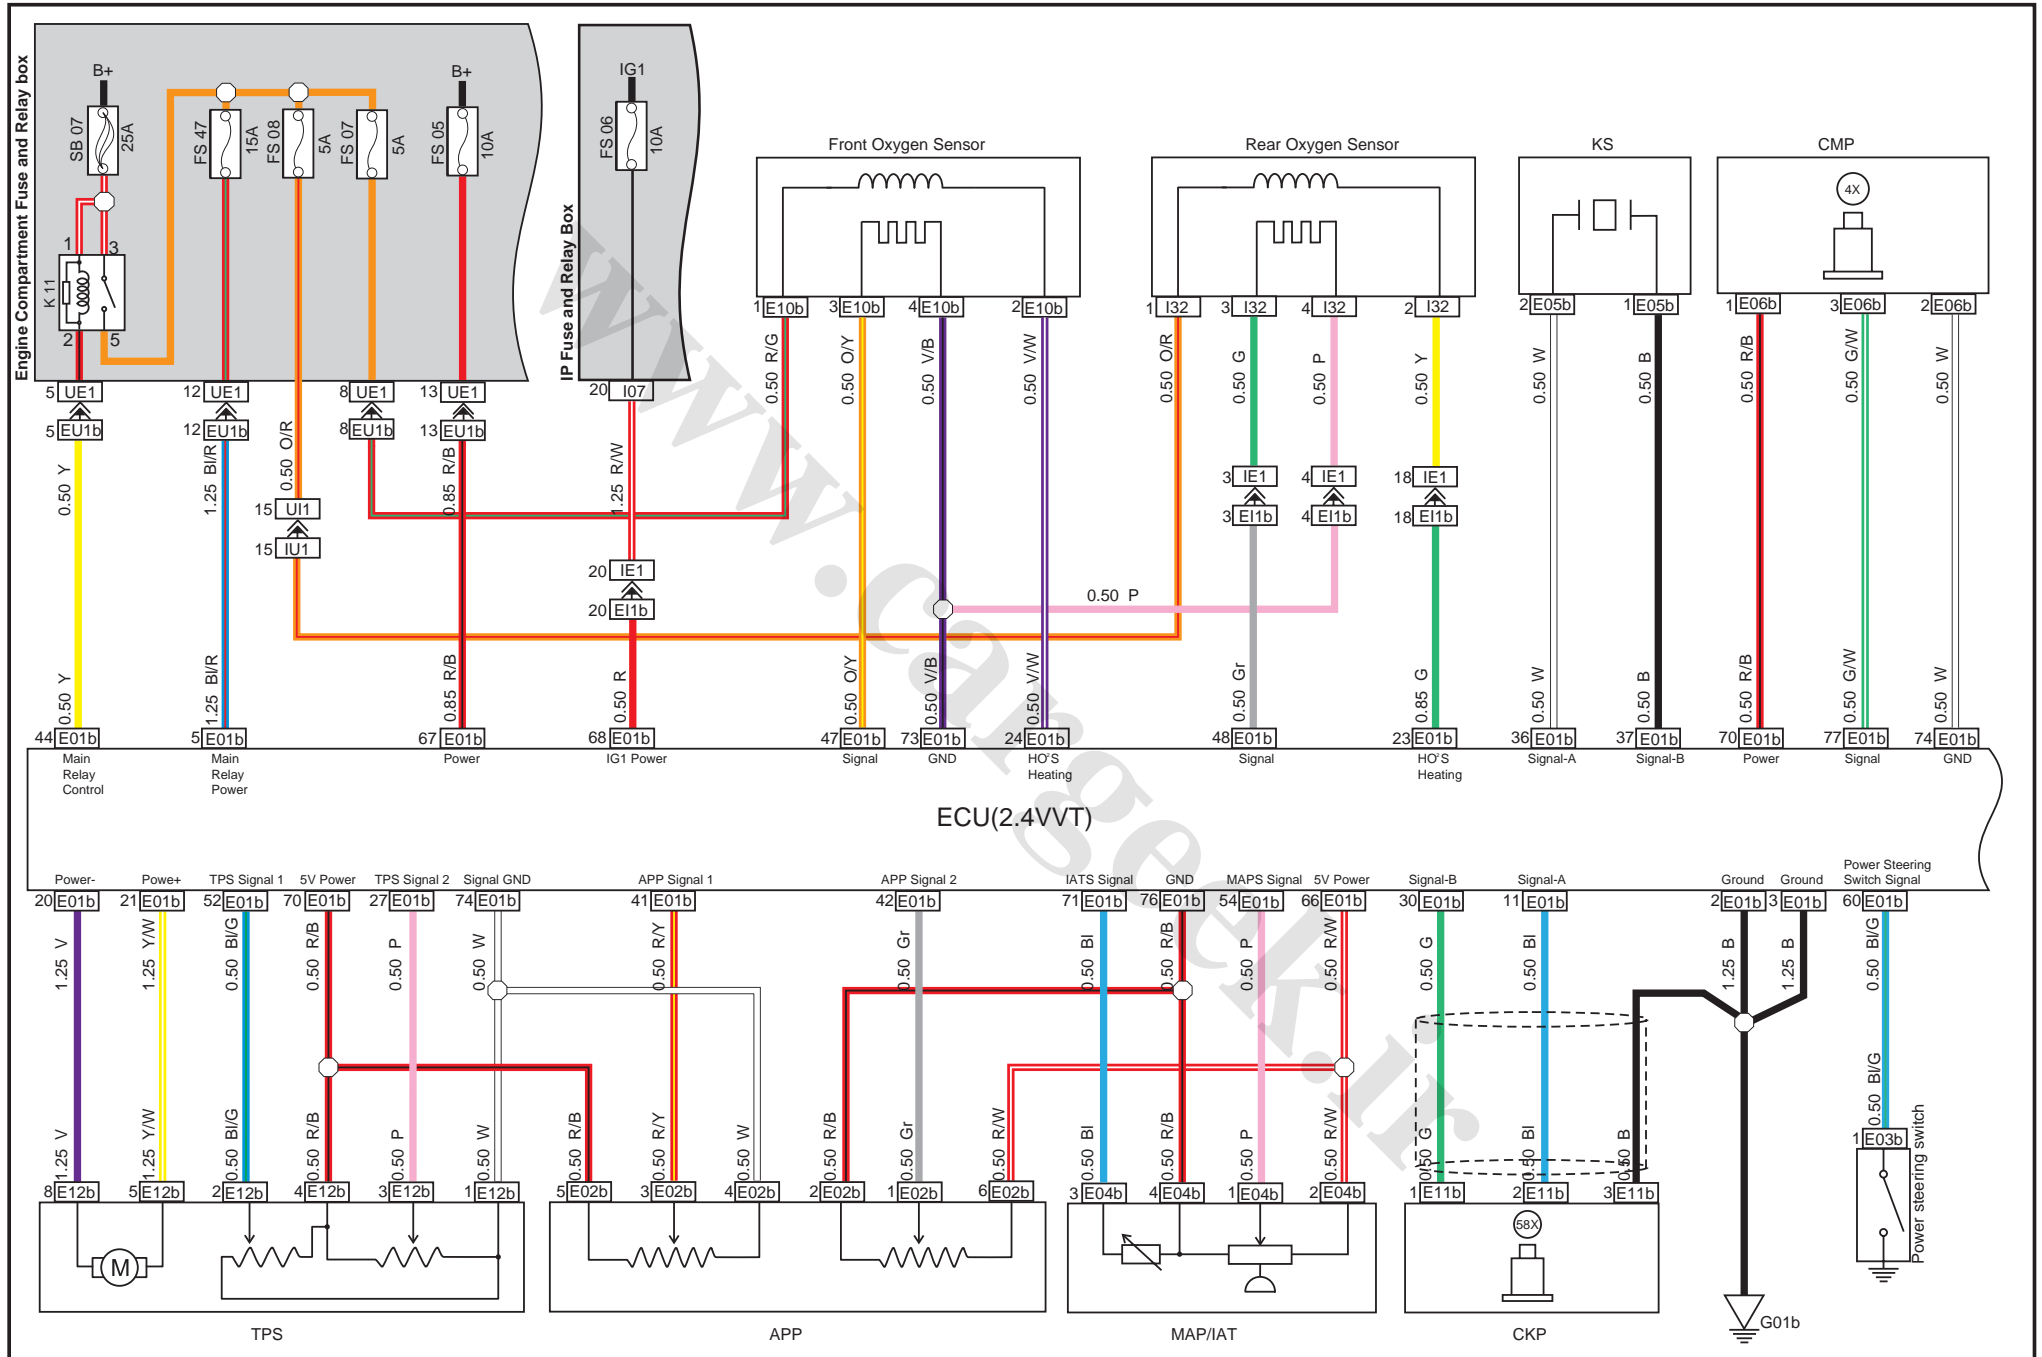 Engine Compartment Fuse and Relay box
B+
SB 07
25A
FS 47
15A
FS 08
5A
FS 07
5A
B+
FS 05
10A
K 11
1
3
2
5
IP Fuse and Relay Box
IG1
FS 06
10A
Front Oxygen Sensor
Rear Oxygen Sensor
KS
CMP
4X
1 E10b
3 E10b
4 E10b
2 E10b
1 I32
3 I32
4 I32
2 I32
2 E05b
1 E05b
1 E06b
3 E06b
2 E06b
5 UE1
12 UE1
8 UE1
13 UE1
20 I07
5 EU1b
12 EU1b
8 EU1b
13 EU1b
0.50 Y
1.25 Bl/R
0.50 O/R
0.85 R/B
1.25 R/W
0.50 R/G
0.50 O/Y
0.50 V/B
0.50 V/W
0.50 O/R
0.50 G
0.50 P
0.50 Y
0.50 W
0.50 B
0.50 R/B
0.50 G/W
0.50 W
3 IE1
4 IE1
18 IE1
3 EI1b
4 EI1b
18 EI1b
15 UI1
15 IU1
20 IE1
20 EI1b
0.50 P
0.50 Y
1.25 Bl/R
0.85 R/B
0.50 R
0.50 O/Y
0.50 V/B
0.50 V/W
0.50 Gr
0.85 G
0.50 W
0.50 B
0.50 R/B
0.50 G/W
0.50 W
44 E01b
5 E01b
67 E01b
68 E01b
47 E01b
73 E01b
24 E01b
48 E01b
23 E01b
36 E01b
37 E01b
70 E01b
77 E01b
74 E01b
Main
Relay
Control
Main
Relay
Power
Power
IG1 Power
Signal
GND
HO²S
Heating
Signal
HO²S
Heating
Signal-A
Signal-B
Power
Signal
GND
ECU(2.4VVT)
Power-
Powe+
TPS Signal 1
5V Power
TPS Signal 2
Signal GND
APP Signal 1
APP Signal 2
IATS Signal
GND
MAPS Signal
5V Power
Signal-B
Signal-A
Ground
Ground
Power Steering
Switch Signal
20 E01b
21 E01b
52 E01b
70 E01b
27 E01b
74 E01b
41 E01b
42 E01b
71 E01b
76 E01b
54 E01b
66 E01b
30 E01b
11 E01b
2 E01b
3 E01b
60 E01b
1.25 V
1.25 Y/W
0.50 Bl/G
0.50 R/B
0.50 P
0.50 W
0.50 R/Y
0.50 Gr
0.50 Bl
0.50 R/B
0.50 P
0.50 R/W
0.50 G
0.50 Bl
1.25 B
1.25 B
0.50 Bl/G
1.25 V
1.25 Y/W
0.50 Bl/G
0.50 R/B
0.50 P
0.50 W
0.50 R/B
0.50 R/Y
0.50 W
0.50 R/B
0.50 Gr
0.50 R/W
0.50 Bl
0.50 R/B
0.50 P
0.50 R/W
0.50 G
0.50 Bl
0.50 B
0.50 Bl/G
8 E12b
5 E12b
2 E12b
4 E12b
3 E12b
1 E12b
5 E02b
3 E02b
4 E02b
2 E02b
1 E02b
6 E02b
3 E04b
4 E04b
1 E04b
2 E04b
1 E11b
2 E11b
3 E11b
1 E03b
Power steering switch
M
58X
G01b
TPS
APP
MAP/IAT
CKP
www.cargeek.ir